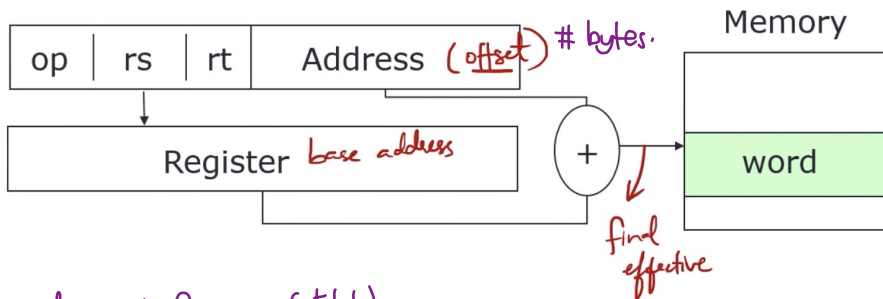 Memory
op rs rt Address (offset) # bytes.
Register base address
+ word
final
effective